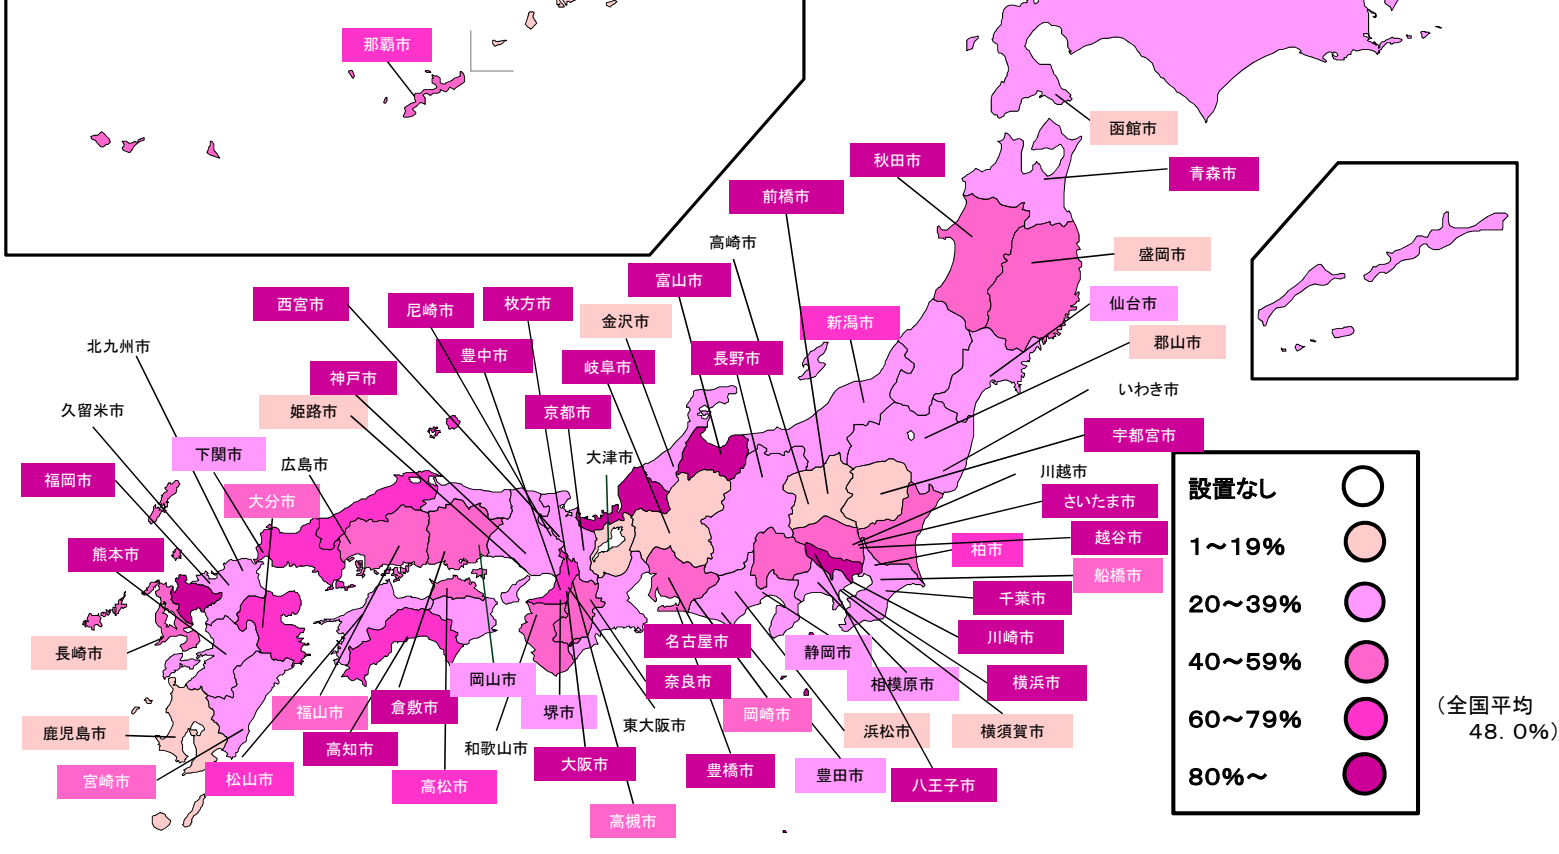 那覇市
函館市
秋田市
青森市
前橋市
高崎市
盛岡市
富山市
仙台市
西宮市
尼崎市
枚方市
金沢市
新潟市
郡山市
北九州市
豊中市
岐阜市
長野市
神戸市
いわき市
姫路市
京都市
久留米市
宇都宮市
下関市
広島市
大津市
川越市
福岡市
設置なし
大分市
さいたま市
越谷市
1～19%
熊本市
柏市
船橋市
千葉市
20～39%
川崎市
名古屋市
長崎市
静岡市
40～59%
岡山市
奈良市
相模原市
横浜市
福山市
倉敷市
堺市
岡崎市
(全国平均
48.0%)
60～79%
東大阪市
浜松市
横須賀市
鹿児島市
高知市
和歌山市
大阪市
豊橋市
豊田市
80%～
宮崎市
松山市
高松市
八王子市
高槻市